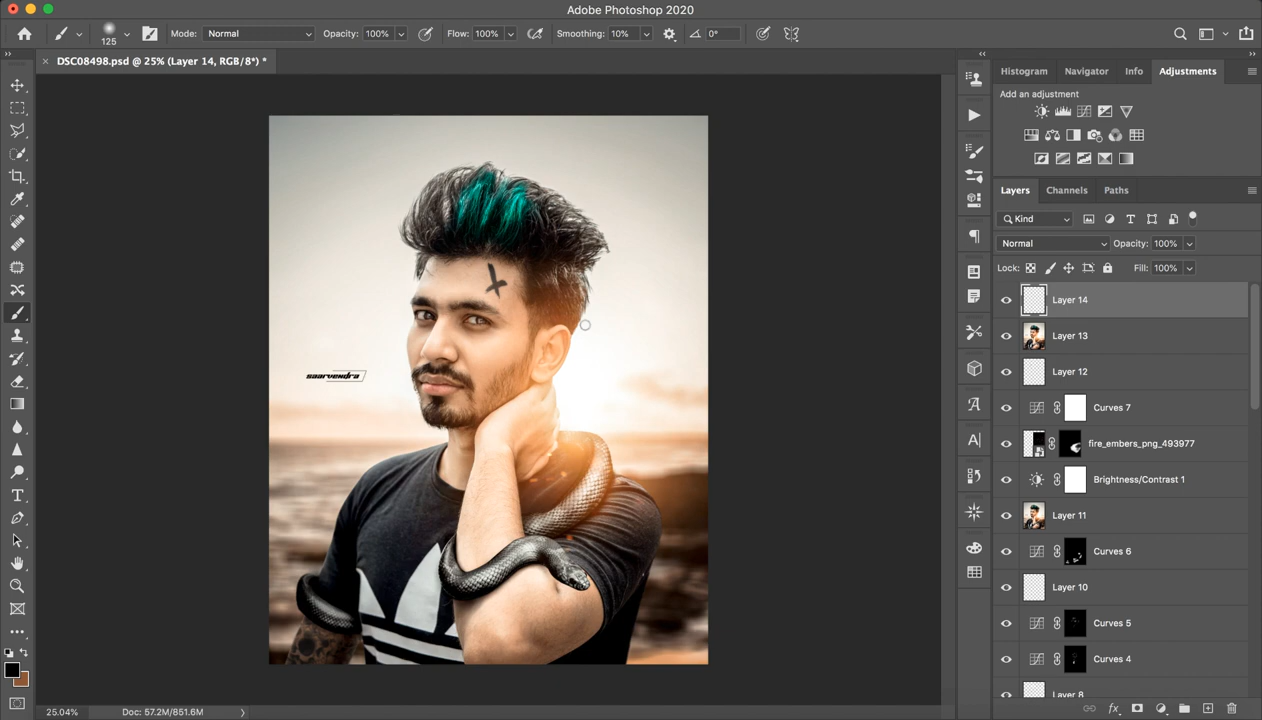 Adobe Photoshop 2020
125
Mode: Normal
Opacity: 100%
Flow: 100%
Smoothing: 10%
0°
DSC08498.psd @ 25% (Layer 14, RGB/8*) *
Histogram
Navigator
Info
Adjustments
Add an adjustment
Layers
Channels
Paths
Kind
Normal
Opacity: 100%
Lock:
Fill: 100%
Layer 14
Layer 13
Layer 12
Curves 7
fire_embers_png_493977
Brightness/Contrast 1
Layer 11
Curves 6
Layer 10
Curves 5
Curves 4
Layer 8
saarvendra
25.04%
Doc: 57.2M/851.6M